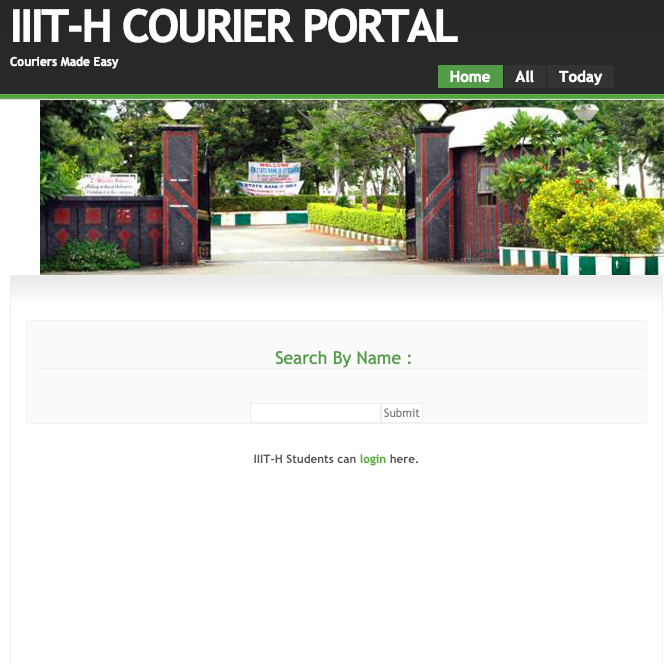 IIIT-H COURIER PORTAL
Couriers Made Easy
Home All Today
WELCOME
STATE BANK OF INDIA
Search By Name :
Submit
IIIT-H Students can login here.